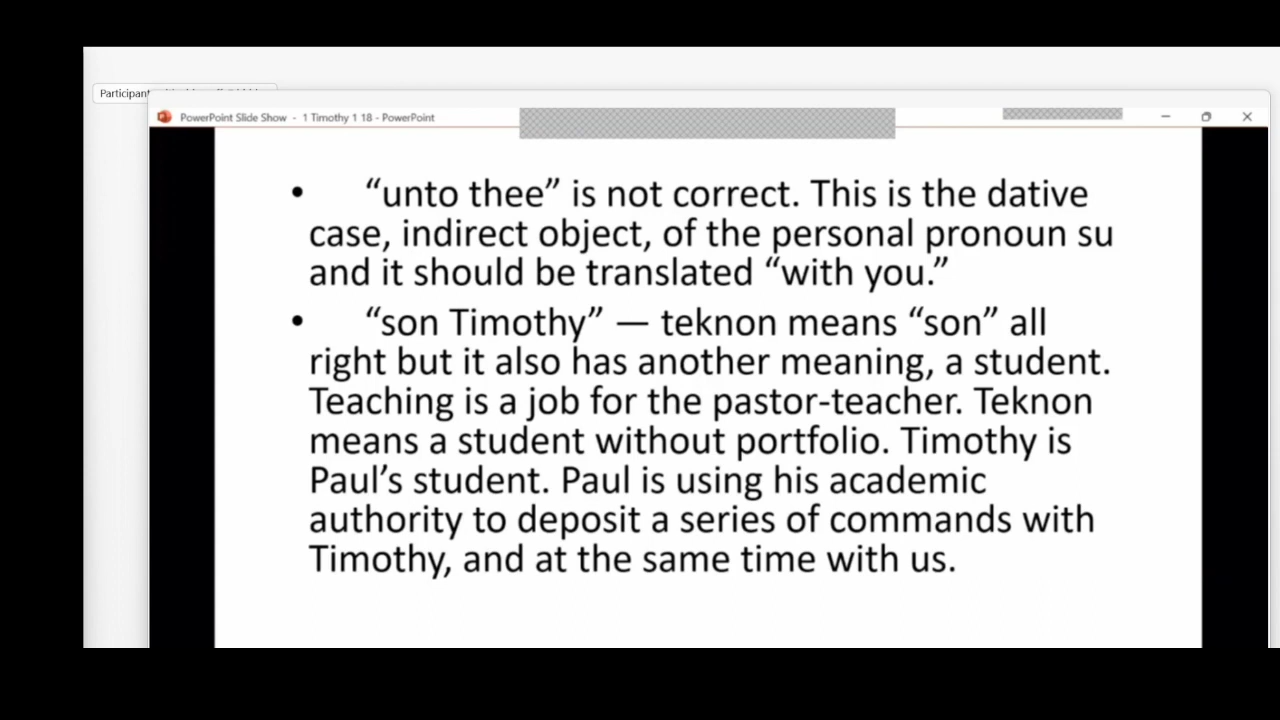 Participant
PowerPoint Slide Show - 1 Timothy 1 18 - PowerPoint
• “unto thee” is not correct. This is the dative
case, indirect object, of the personal pronoun su
and it should be translated “with you.”
• “son Timothy” — teknon means “son” all
right but it also has another meaning, a student.
Teaching is a job for the pastor-teacher. Teknon
means a student without portfolio. Timothy is
Paul’s student. Paul is using his academic
authority to deposit a series of commands with
Timothy, and at the same time with us.